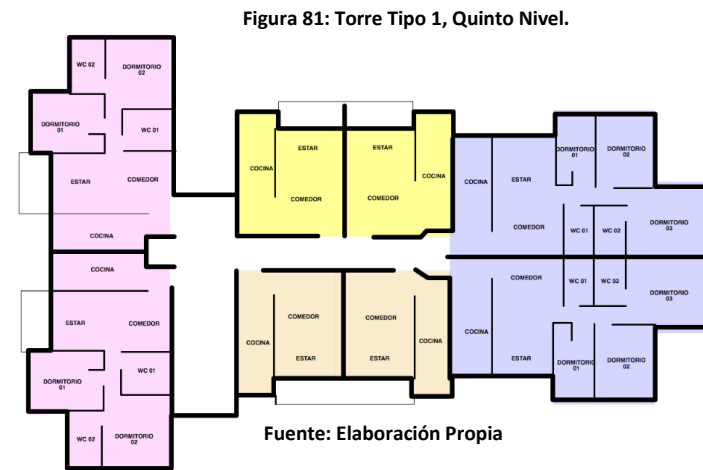 Figura 81: Torre Tipo 1, Quinto Nivel.
WC 02
DORMITORIO
02
DORMITORIO
01
WC 01
ESTAR
COMEDOR
COCINA
COCINA
ESTAR
COMEDOR
DORMITORIO
01
WC 01
WC 02
DORMITORIO
02
COCINA
ESTAR
COMEDOR
ESTAR
COMEDOR
COCINA
COCINA
COMEDOR
ESTAR
COMEDOR
ESTAR
COCINA
COCINA
ESTAR
COMEDOR
DORMITORIO
01
DORMITORIO
02
WC 01
WC 02
DORMITORIO
03
COCINA
COMEDOR
ESTAR
WC 01
WC 02
DORMITORIO
03
DORMITORIO
01
DORMITORIO
02
Fuente: Elaboración Propia